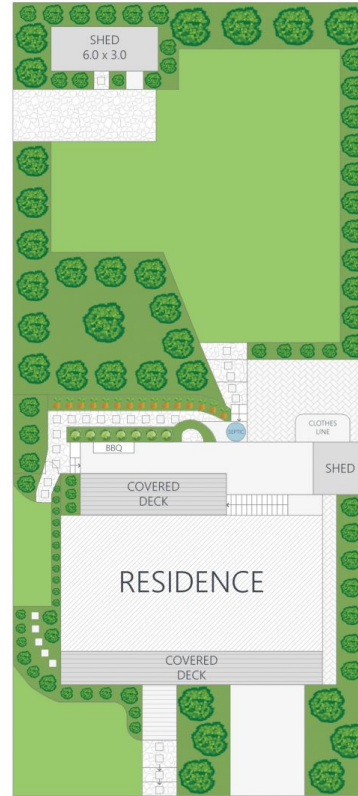 SHED
6.0 x 3.0
SEPTIC
CLOTHES
LINE
BBQ
SHED
COVERED
DECK
RESIDENCE
COVERED
DECK